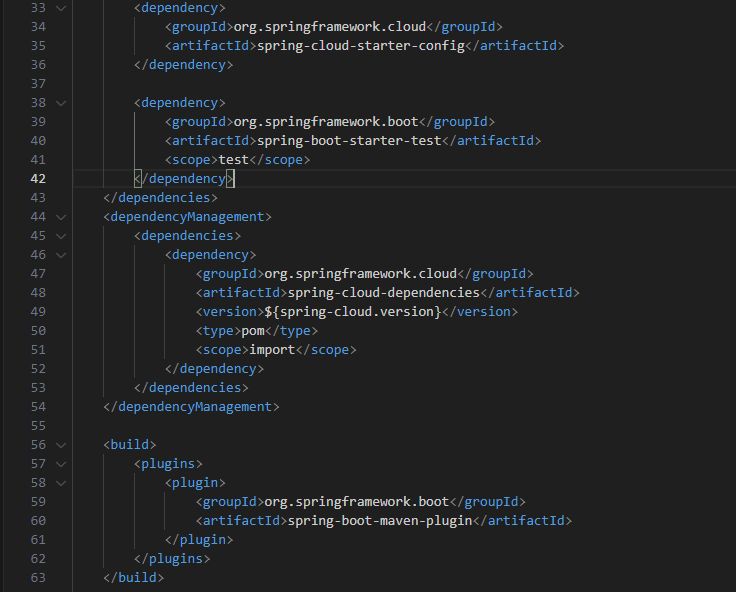 33 <dependency>
34 <groupId>org.springframework.cloud</groupId>
35 <artifactId>spring-cloud-starter-config</artifactId>
36 </dependency>
37
38 <dependency>
39 <groupId>org.springframework.boot</groupId>
40 <artifactId>spring-boot-starter-test</artifactId>
41 <scope>test</scope>
42 </dependency>
43 </dependencies>
44 <dependencyManagement>
45 <dependencies>
46 <dependency>
47 <groupId>org.springframework.cloud</groupId>
48 <artifactId>spring-cloud-dependencies</artifactId>
49 <version>${spring-cloud.version}</version>
50 <type>pom</type>
51 <scope>import</scope>
52 </dependency>
53 </dependencies>
54 </dependencyManagement>
55
56 <build>
57 <plugins>
58 <plugin>
59 <groupId>org.springframework.boot</groupId>
60 <artifactId>spring-boot-maven-plugin</artifactId>
61 </plugin>
62 </plugins>
63 </build>